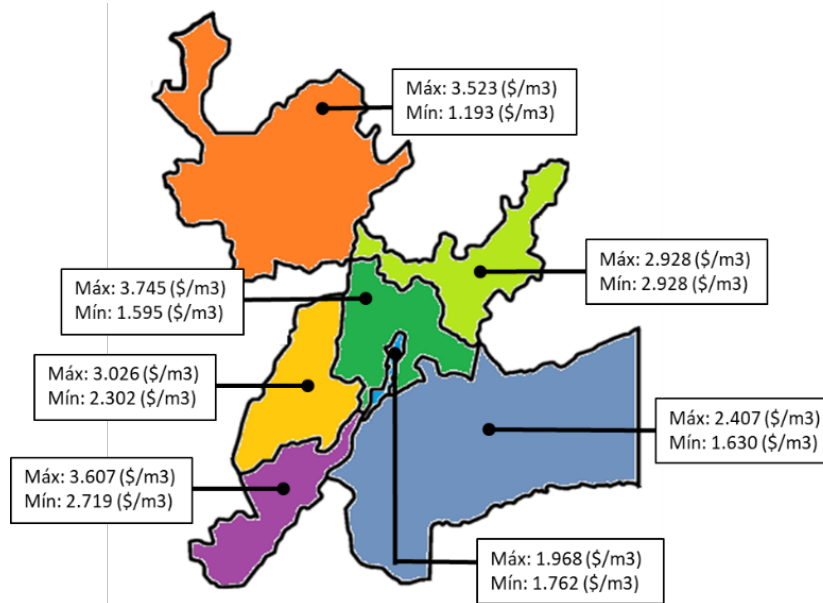 Máx: 3.523 ($/m3)
Mín: 1.193 ($/m3)
Máx: 2.928 ($/m3)
Mín: 2.928 ($/m3)
Máx: 3.745 ($/m3)
Mín: 1.595 ($/m3)
Máx: 3.026 ($/m3)
Mín: 2.302 ($/m3)
Máx: 2.407 ($/m3)
Mín: 1.630 ($/m3)
Máx: 3.607 ($/m3)
Mín: 2.719 ($/m3)
Máx: 1.968 ($/m3)
Mín: 1.762 ($/m3)